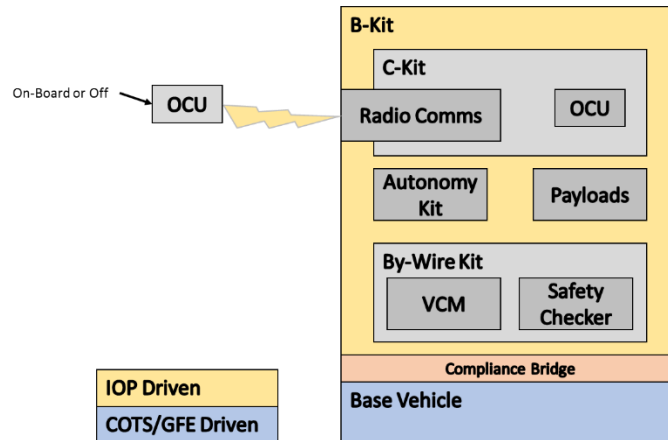 B-Kit
C-Kit
On-Board or Off
OCU
Radio Comms
OCU
Autonomy
Kit
Payloads
By-Wire Kit
VCM
Safety
Checker
Compliance Bridge
IOP Driven
Base Vehicle
COTS/GFE Driven